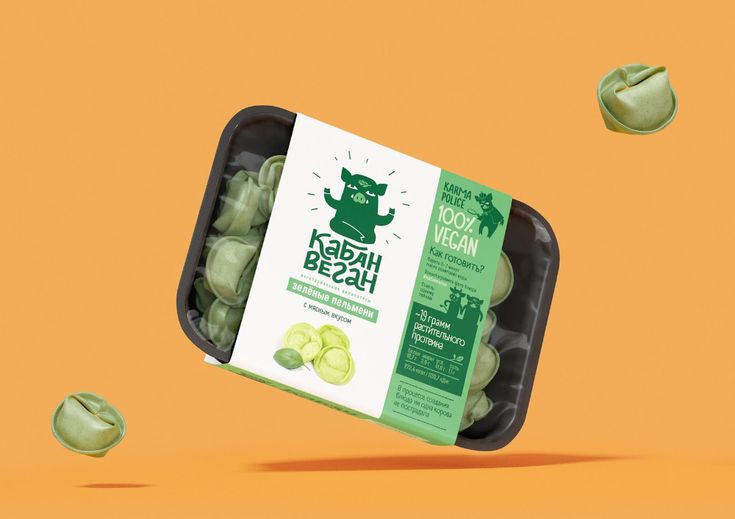 Кабан
Веган
вегетарианские деликатесы
зелёные пельмени
с мясным вкусом
KARMA
POLICE
100%
VEGAN
Как готовить?
~19 грамм
растительного
протеина
В процессе создания
блюда ни одна корова
не пострадала